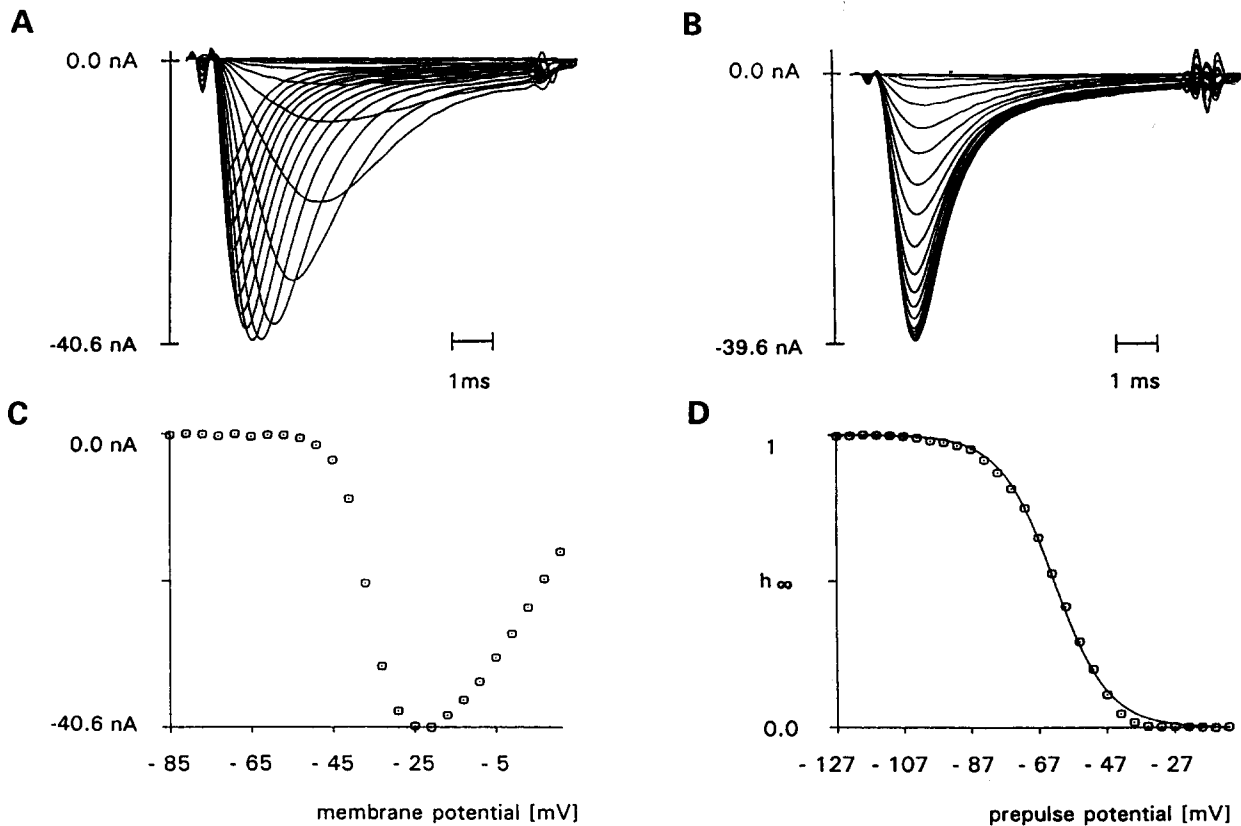 A
0.0 nA
-40.6 nA
1ms
B
0.0 nA
-39.6 nA
1 ms
C
0.0 nA
-40.6 nA
- 85 - 65 - 45 - 25 - 5
membrane potential [mV]
D
1
h∞
0.0
- 127 - 107 - 87 - 67 - 47 - 27
prepulse potential [mV]